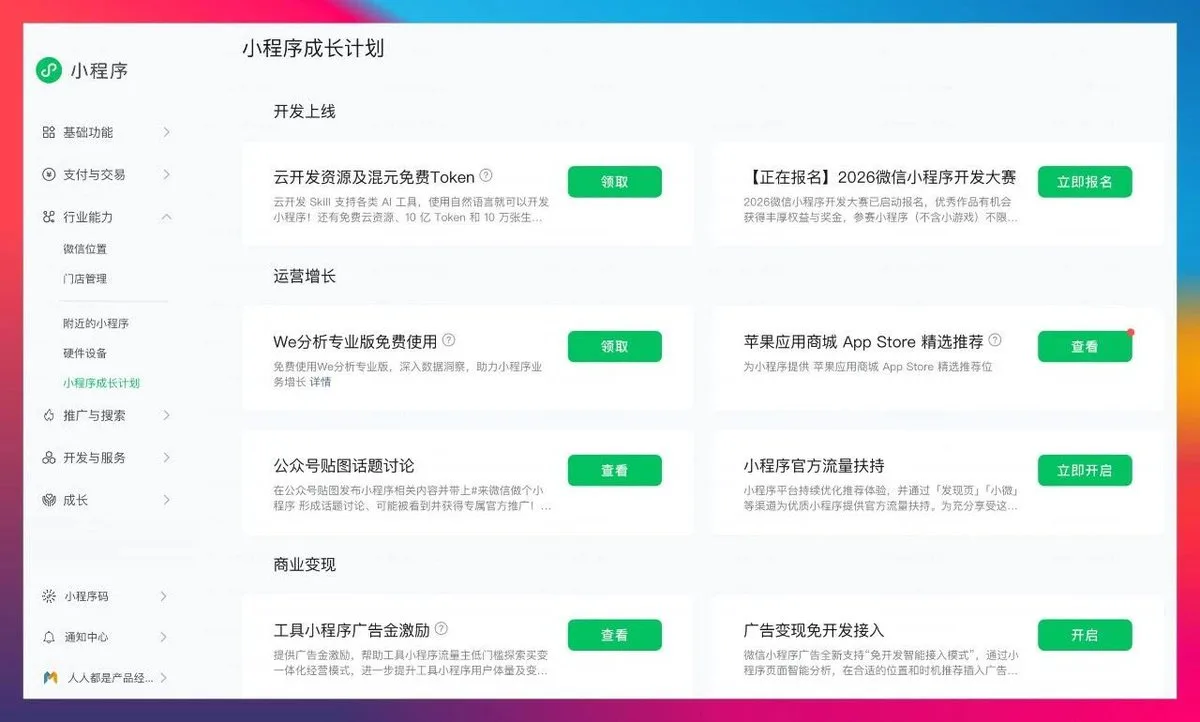 小程序
基础功能
支付与交易
行业能力
微信位置
门店管理
附近的小程序
硬件设备
小程序成长计划
推广与搜索
开发与服务
成长
小程序码
通知中心
人人都是产品经...
小程序成长计划
开发上线
云开发资源及混元免费Token
云开发 Skill 支持各类 AI 工具，使用自然语言就可以开发
小程序！还有免费云资源、10 亿 Token 和 10 万张生...
领取
【正在报名】2026微信小程序开发大赛
2026微信小程序开发大赛已启动报名，优秀作品有机会
获得丰厚权益与奖金，参赛小程序（不含小游戏）不限...
立即报名
运营增长
We分析专业版免费使用
免费使用We分析专业版，深入数据洞察，助力小程序业
务增长 详情
领取
苹果应用商城 App Store 精选推荐
为小程序提供 苹果应用商城 App Store 精选推荐位
查看
公众号贴图话题讨论
在公众号贴图发布小程序相关内容并带上#来微信做个小
程序 形成话题讨论、可能被看到并获得专属官方推广！...
查看
小程序官方流量扶持
小程序平台持续优化推荐体验，并通过「发现页」「小微」
等渠道为优质小程序提供官方流量扶持。为充分享受这...
立即开启
商业变现
工具小程序广告金激励
提供广告金激励，帮助工具小程序流量主低门槛探索买变
一体化经营模式，进一步提升工具小程序用户体量及变...
查看
广告变现免开发接入
微信小程序广告全新支持“免开发智能接入模式”，通过小
程序页面智能分析，在合适的位置和时机推荐插入广告...
开启